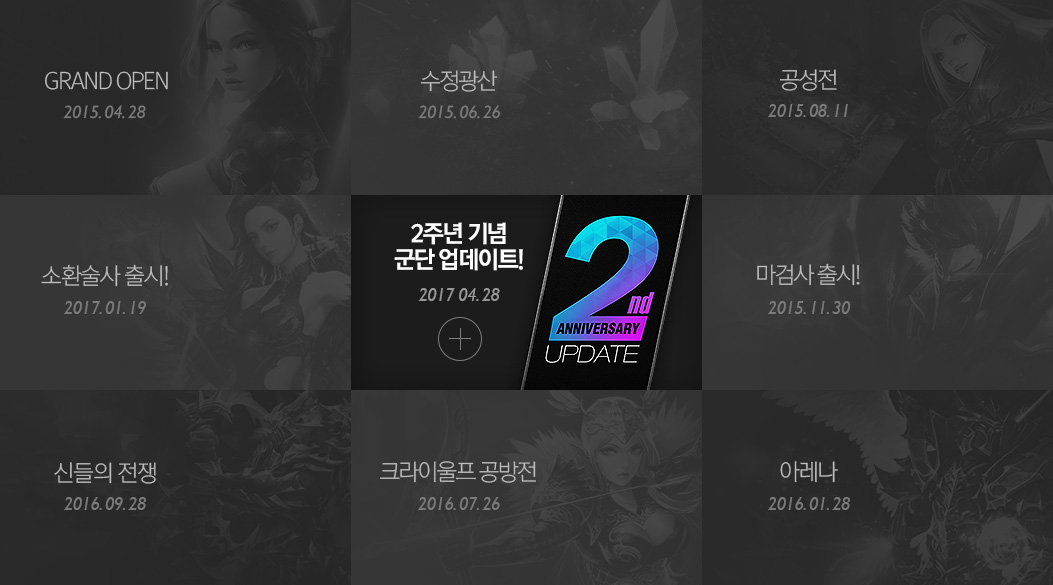 GRAND OPEN
2015.04.28
수정광산
2015.06.26
공성전
2015.08.11
소환술사 출시!
2017.01.19
2주년 기념
군단 업데이트!
2017 04.28
2nd
ANNIVERSARY
UPDATE
마검사 출시!
2015.11.30
신들의 전쟁
2016.09.28
크라이울프 공방전
2016.07.26
아레나
2016.01.28